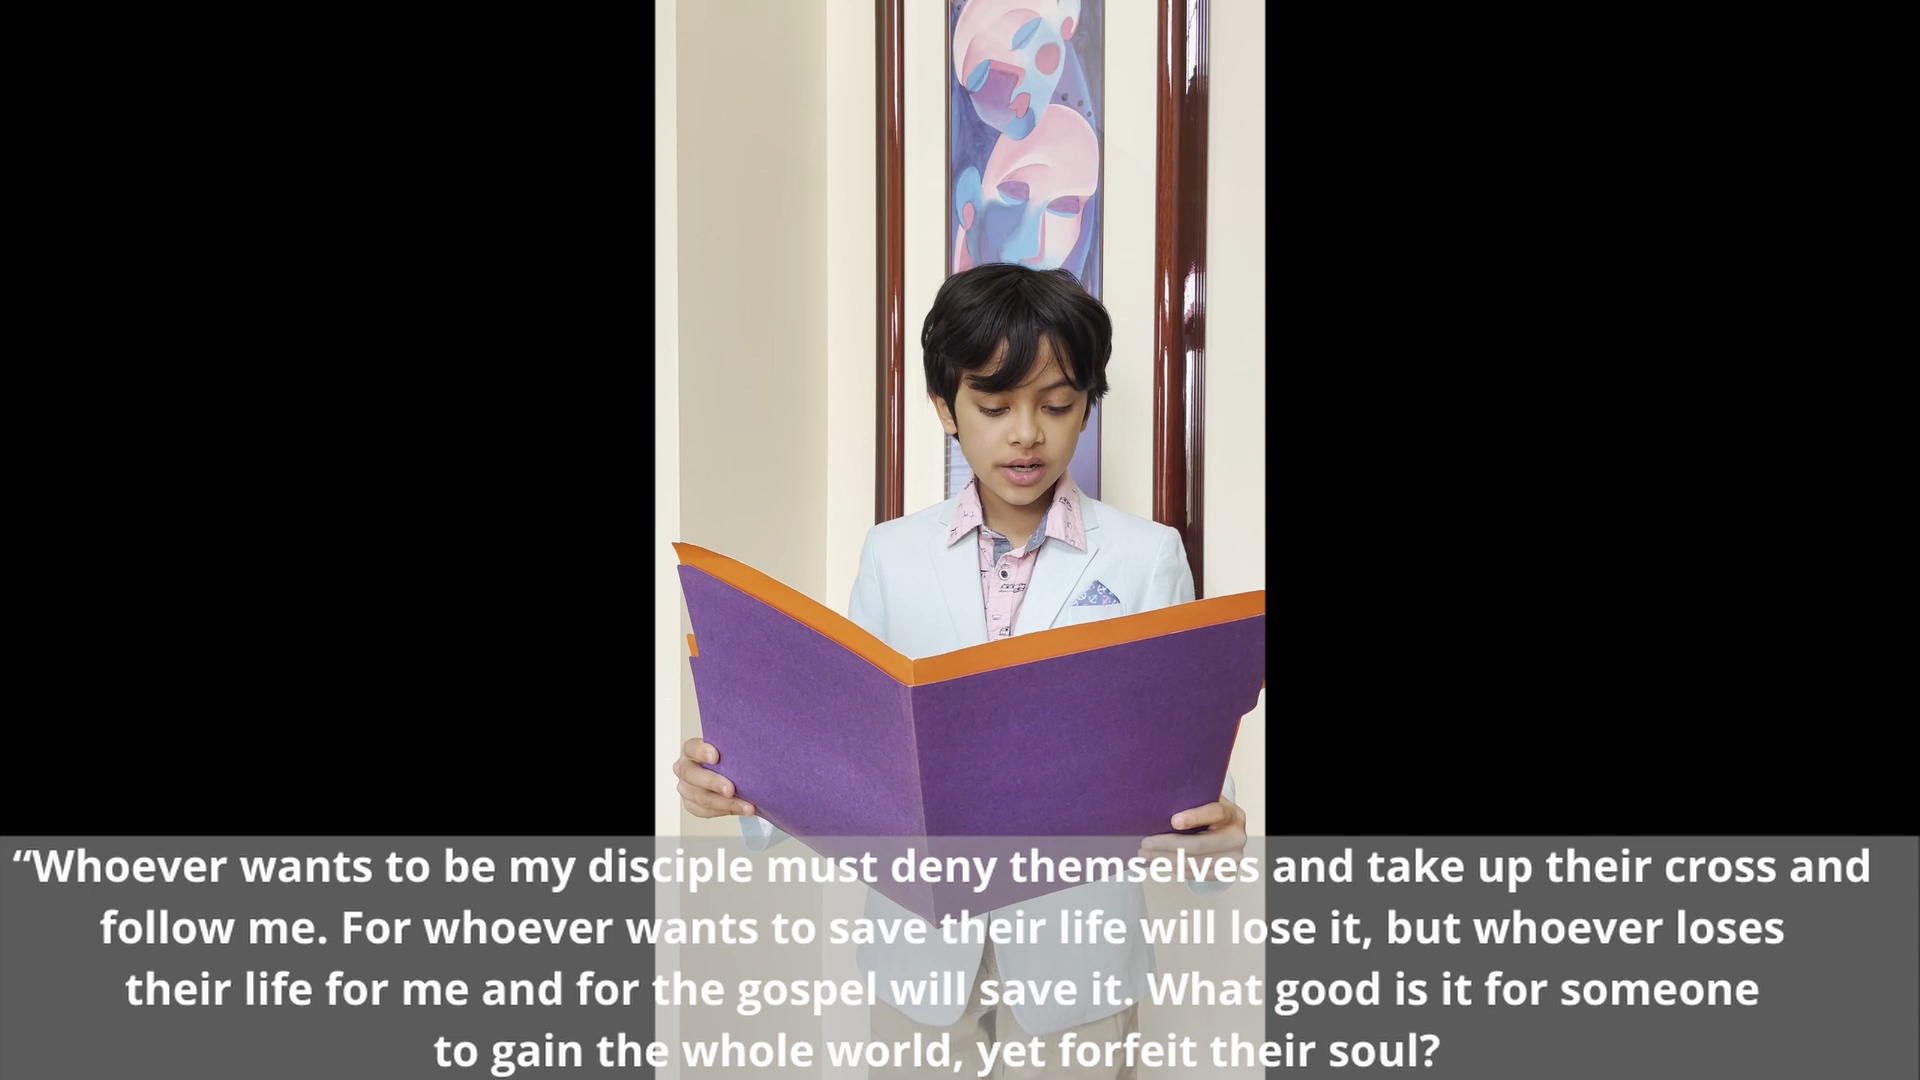 “Whoever wants to be my disciple must deny themselves and take up their cross and
follow me. For whoever wants to save their life will lose it, but whoever loses
their life for me and for the gospel will save it. What good is it for someone
to gain the whole world, yet forfeit their soul?